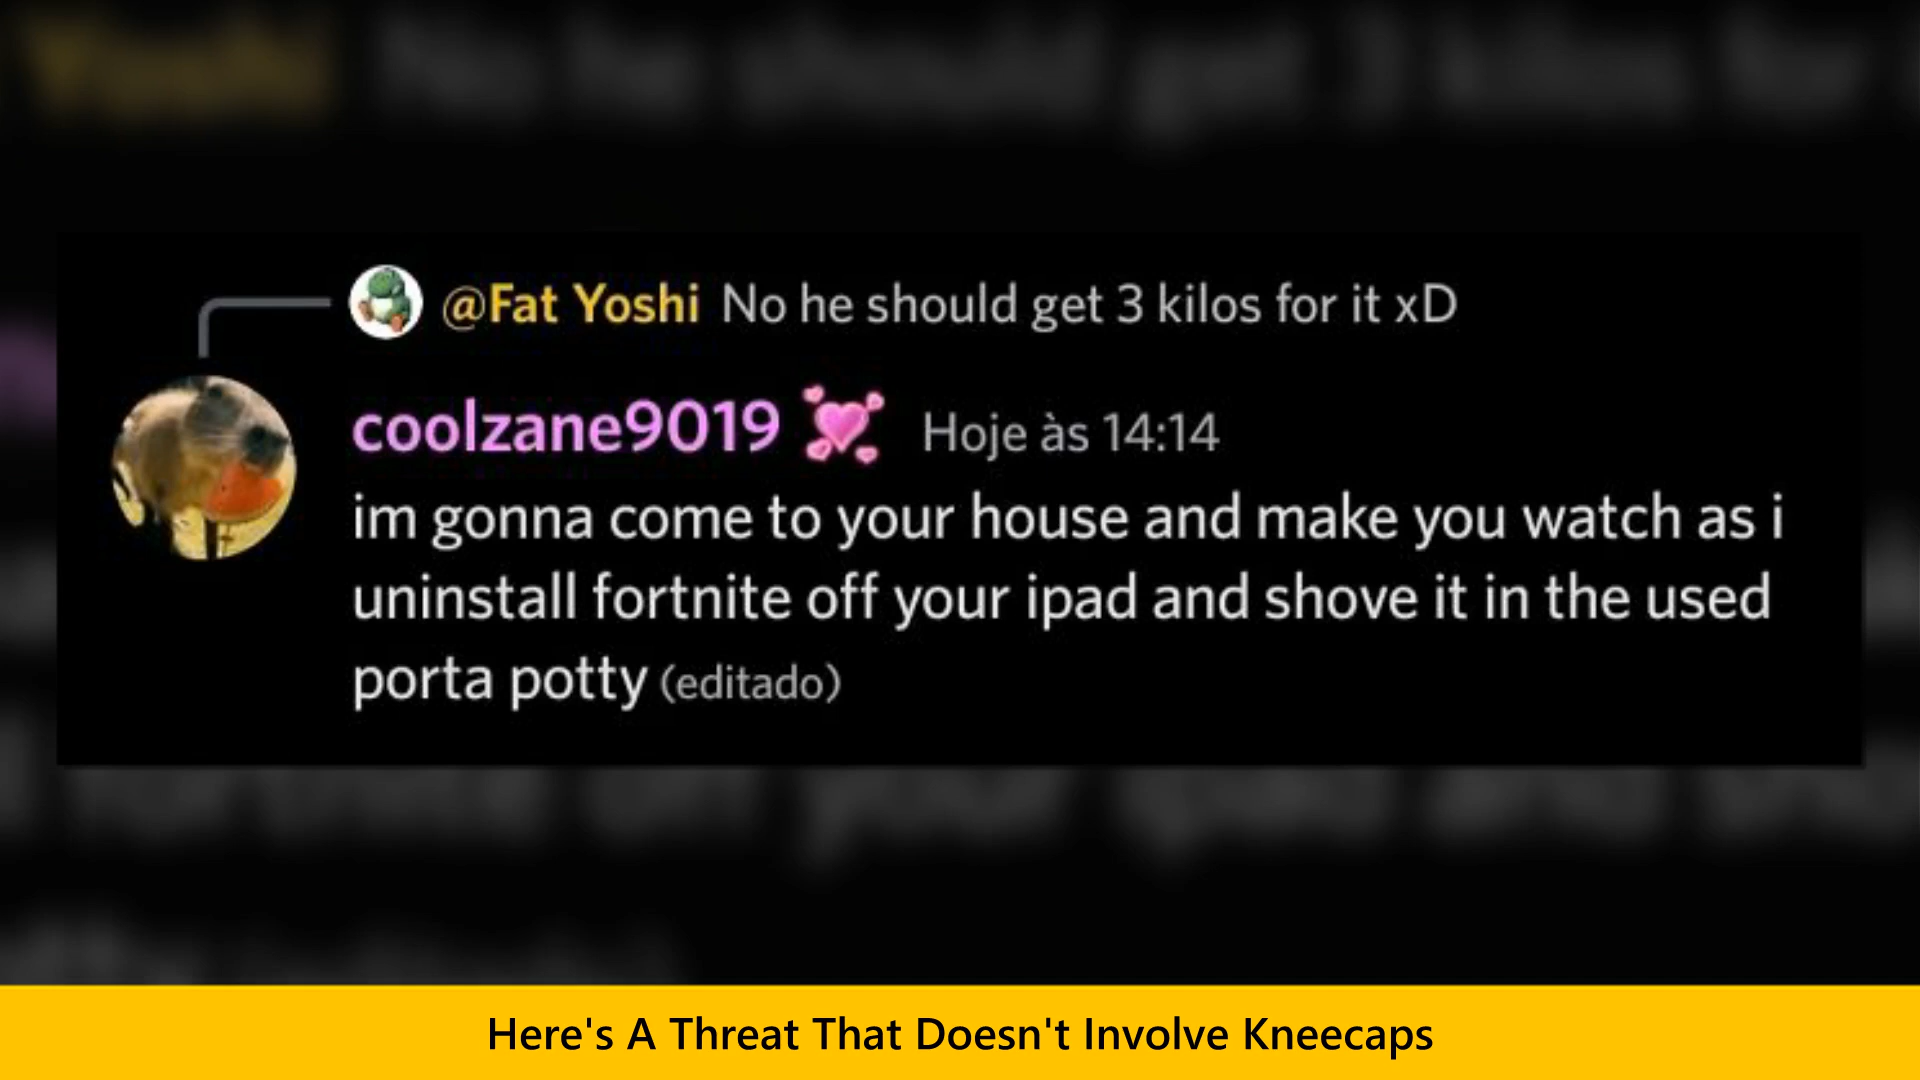 @Fat Yoshi No he should get 3 kilos for it xD
coolzane9019 💞 Hoje às 14:14
im gonna come to your house and make you watch as i
uninstall fortnite off your ipad and shove it in the used
porta potty (editado)
Here's A Threat That Doesn't Involve Kneecaps